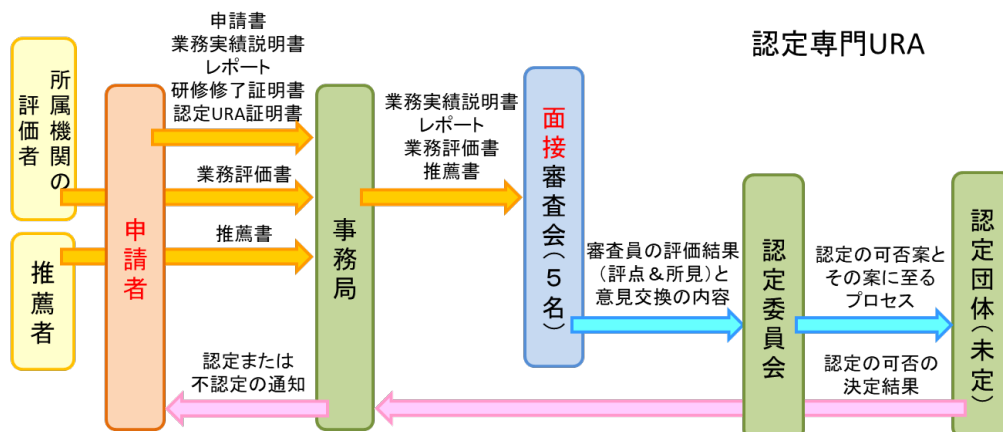 認定専門URA
所属機関の
評価者
推薦者
申請者
申請書
業務実績説明書
レポート
研修修了証明書
認定URA証明書
業務評価書
推薦書
認定または
不認定の通知
事務局
業務実績説明書
レポート
業務評価書
推薦書
面接審査会(5名)
審査員の評価結果
(評点&所見)と
意見交換の内容
認定委員会
認定の可否案と
その案に至る
プロセス
認定の可否の
決定結果
認定団体(未定)